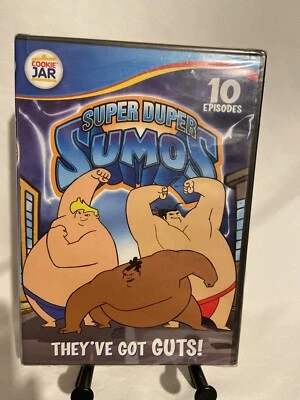 COOKIE
JAR
10
EPISODES
SUPER DUPER
SUMOS
THEY'VE GOT GUTS!